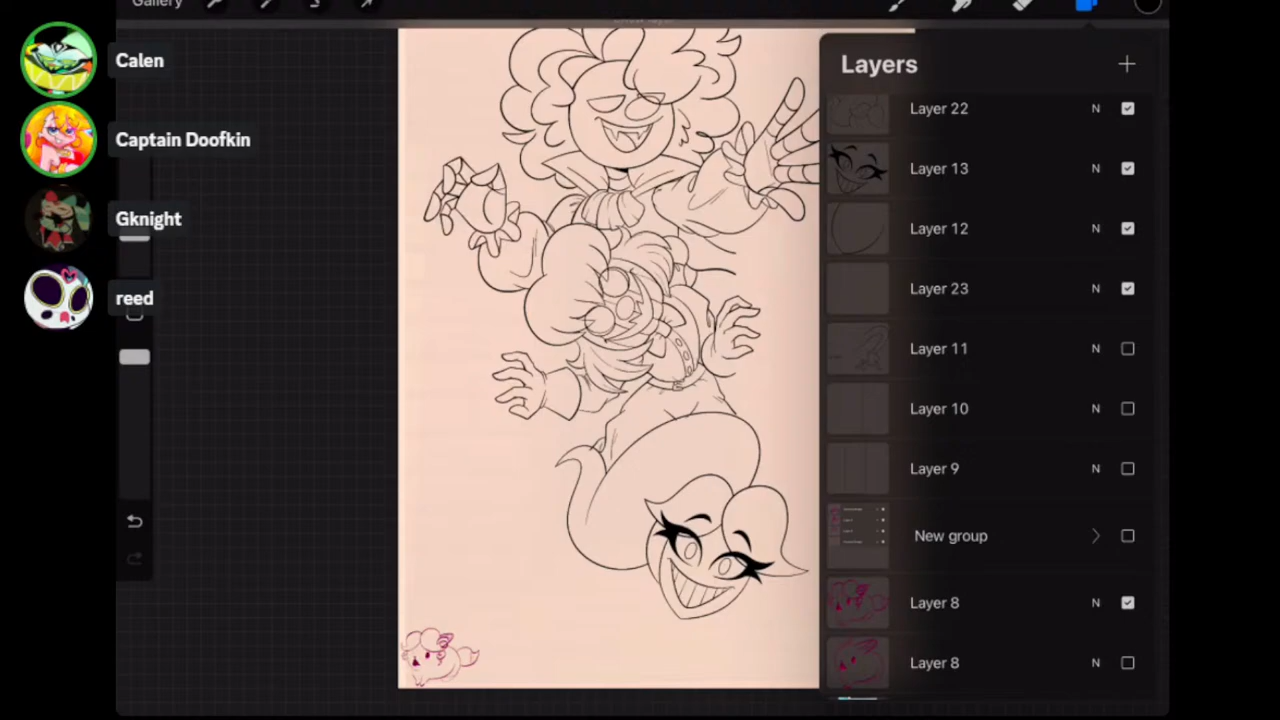 Gallery
Calen
Captain Doofkin
Gknight
reed
Layers
Layer 22 N
Layer 13 N
Layer 12 N
Layer 23 N
Layer 11 N
Layer 10 N
Layer 9 N
New group
Layer 8 N
Layer 8 N